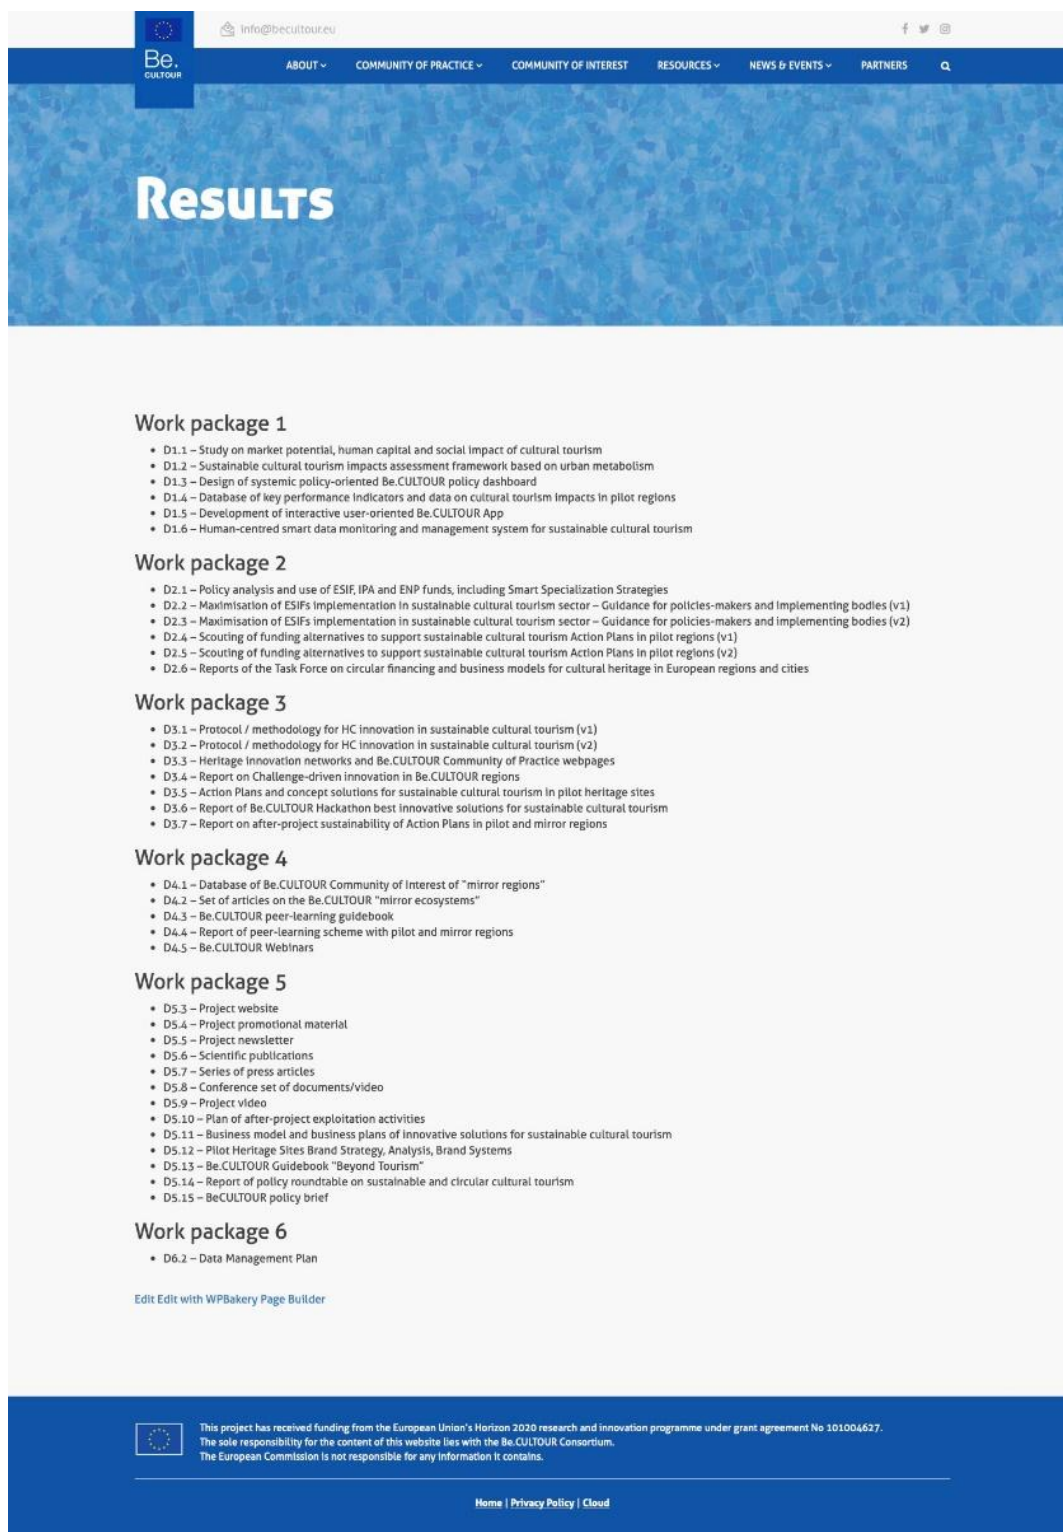 info@becultour.eu
Be.
CULTOUR
ABOUT COMMUNITY OF PRACTICE COMMUNITY OF INTEREST RESOURCES NEWS & EVENTS PARTNERS
Results
Work package 1
• D1.1 – Study on market potential, human capital and social impact of cultural tourism
• D1.2 – Sustainable cultural tourism impacts assessment framework based on urban metabolism
• D1.3 – Design of systemic policy-oriented Be.CULTOUR policy dashboard
• D1.4 – Database of key performance indicators and data on cultural tourism impacts in pilot regions
• D1.5 – Development of interactive user-oriented Be.CULTOUR App
• D1.6 – Human-centred smart data monitoring and management system for sustainable cultural tourism
Work package 2
• D2.1 – Policy analysis and use of ESIF, IPA and ENP funds, including Smart Specialization Strategies
• D2.2 – Maximisation of ESIFs implementation in sustainable cultural tourism sector – Guidance for policies-makers and implementing bodies (v1)
• D2.3 – Maximisation of ESIFs implementation in sustainable cultural tourism sector – Guidance for policies-makers and implementing bodies (v2)
• D2.4 – Scouting of funding alternatives to support sustainable cultural tourism Action Plans in pilot regions (v1)
• D2.5 – Scouting of funding alternatives to support sustainable cultural tourism Action Plans in pilot regions (v2)
• D2.6 – Reports of the Task Force on circular financing and business models for cultural heritage in European regions and cities
Work package 3
• D3.1 – Protocol / methodology for HC innovation in sustainable cultural tourism (v1)
• D3.2 – Protocol / methodology for HC innovation in sustainable cultural tourism (v2)
• D3.3 – Heritage innovation networks and Be.CULTOUR Community of Practice webpages
• D3.4 – Report on Challenge-driven innovation in Be.CULTOUR regions
• D3.5 – Action Plans and concept solutions for sustainable cultural tourism in pilot heritage sites
• D3.6 – Report of Be.CULTOUR Hackathon best innovative solutions for sustainable cultural tourism
• D3.7 – Report on after-project sustainability of Action Plans in pilot and mirror regions
Work package 4
• D4.1 – Database of Be.CULTOUR Community of Interest of "mirror regions"
• D4.2 – Set of articles on the Be.CULTOUR "mirror ecosystems"
• D4.3 – Be.CULTOUR peer-learning guidebook
• D4.4 – Report of peer-learning scheme with pilot and mirror regions
• D4.5 – Be.CULTOUR Webinars
Work package 5
• D5.3 – Project website
• D5.4 – Project promotional material
• D5.5 – Project newsletter
• D5.6 – Scientific publications
• D5.7 – Series of press articles
• D5.8 – Conference set of documents/video
• D5.9 – Project video
• D5.10 – Plan of after-project exploitation activities
• D5.11 – Business model and business plans of innovative solutions for sustainable cultural tourism
• D5.12 – Pilot Heritage Sites Brand Strategy, Analysis, Brand Systems
• D5.13 – Be.CULTOUR Guidebook "Beyond Tourism"
• D5.14 – Report of policy roundtable on sustainable and circular cultural tourism
• D5.15 – BeCULTOUR policy brief
Work package 6
• D6.2 – Data Management Plan
Edit Edit with WPBakery Page Builder
This project has received funding from the European Union's Horizon 2020 research and innovation programme under grant agreement No 101004627.
The sole responsibility for the content of this website lies with the Be.CULTOUR Consortium.
The European Commission is not responsible for any information it contains.
Home | Privacy Policy | Cloud